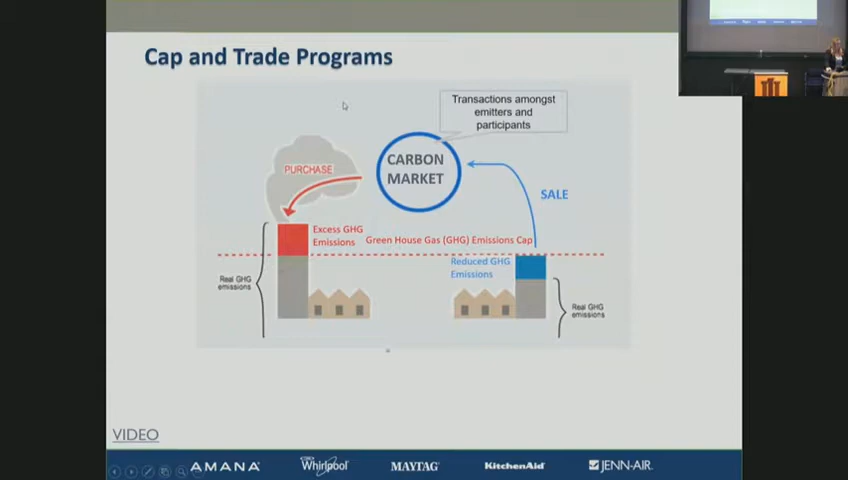 Cap and Trade Programs
Transactions amongst
emitters and
participants
CARBON
MARKET
PURCHASE
SALE
Excess GHG
Emissions
Green House Gas (GHG) Emissions Cap
Reduced GHG
Emissions
Real GHG
emissions
Real GHG
emissions
VIDEO
AMANA
Whirlpool
MAYTAG
KitchenAid
JENN-AIR